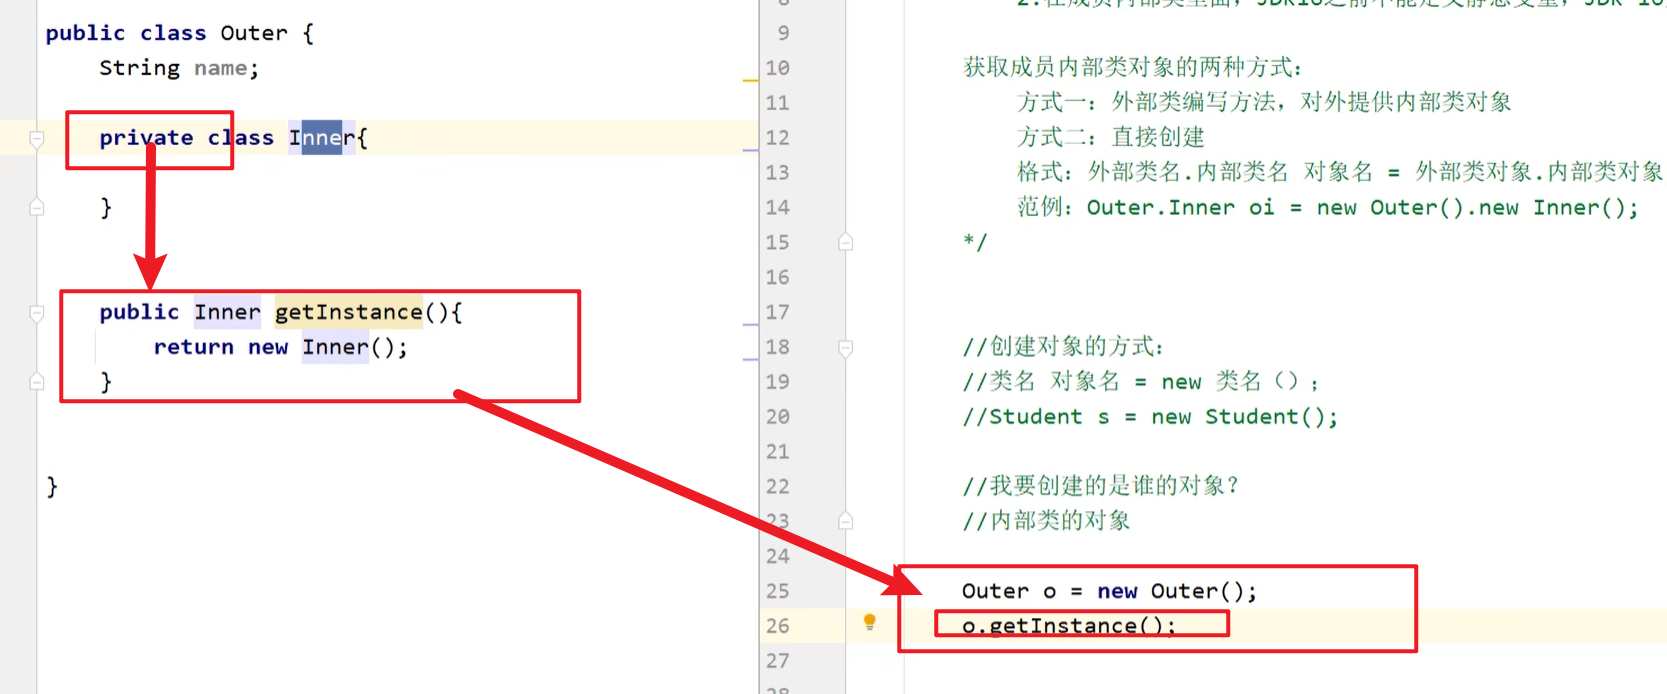 public class Outer {
String name;
private class Inner{
}
public Inner getInstance(){
return new Inner();
}
}
8
9
10 获取成员内部类对象的两种方式：
11 方式一：外部类编写方法，对外提供内部类对象
12 方式二：直接创建
13 格式：外部类名.内部类名 对象名 = 外部类对象.内部类对象
14 范例：Outer.Inner oi = new Outer().new Inner();
15 */
16
17
18 //创建对象的方式：
19 //类名 对象名 = new 类名（）；
20 //Student s = new Student();
21
22 //我要创建的是谁的对象？
23 //内部类的对象
24
25 Outer o = new Outer();
26 o.getInstance();
27
28